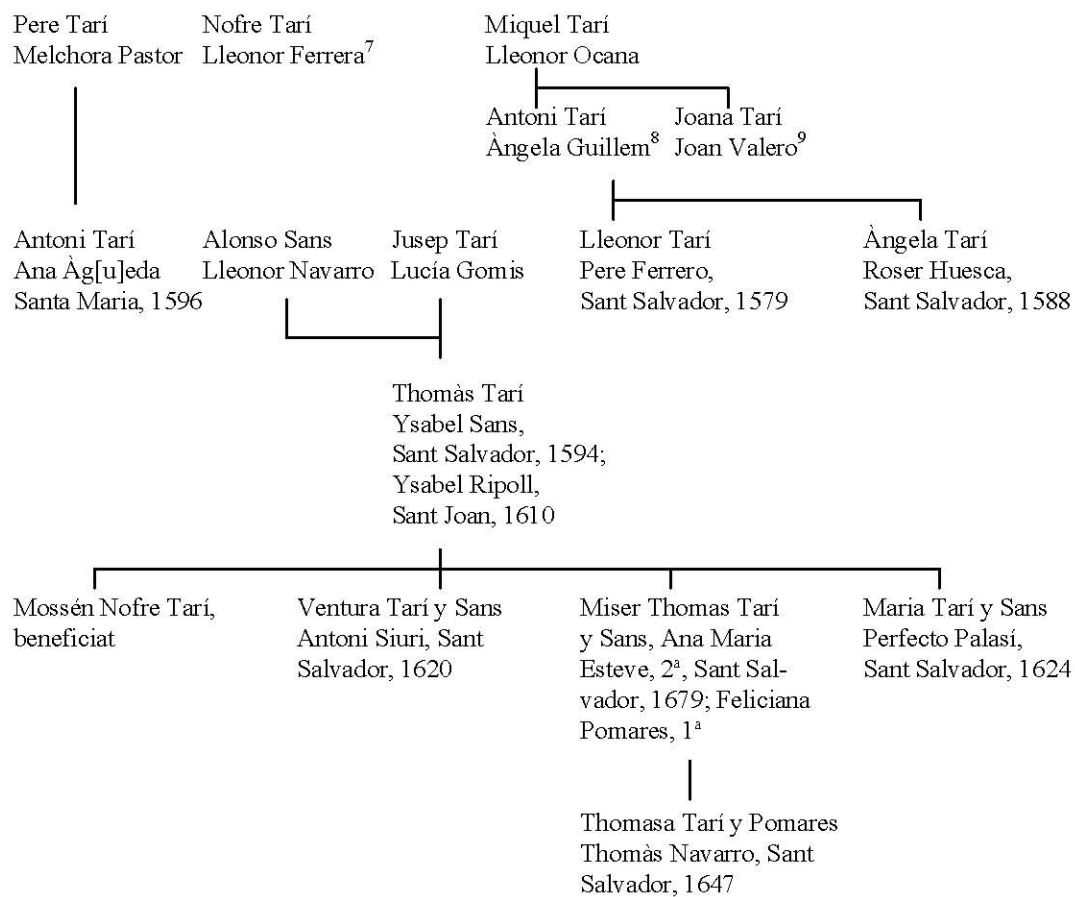 Pere Tarí
Melchora Pastor
Nofre Tarí
Lleonor Ferrera7
Miquel Tarí
Lleonor Ocana
Antoni Tarí
Àngela Guillem8
Joana Tarí
Joan Valero9
Antoni Tarí
Ana Àg[u]eda
Santa Maria, 1596
Alonso Sans
Lleonor Navarro
Jusep Tarí
Lucía Gomis
Lleonor Tarí
Pere Ferrero,
Sant Salvador, 1579
Àngela Tarí
Roser Huesca,
Sant Salvador, 1588
Thomàs Tarí
Ysabel Sans,
Sant Salvador, 1594;
Ysabel Ripoll,
Sant Joan, 1610
Mossén Nofre Tarí,
beneficiat
Ventura Tarí y Sans
Antoni Siuri, Sant
Salvador, 1620
Miser Thomas Tarí
y Sans, Ana Maria
Esteve, 2ª, Sant Sal-
vador, 1679; Feliciana
Pomares, 1ª
Maria Tarí y Sans
Perfecto Palasí,
Sant Salvador, 1624
Thomasa Tarí y Pomares
Thomàs Navarro, Sant
Salvador, 1647